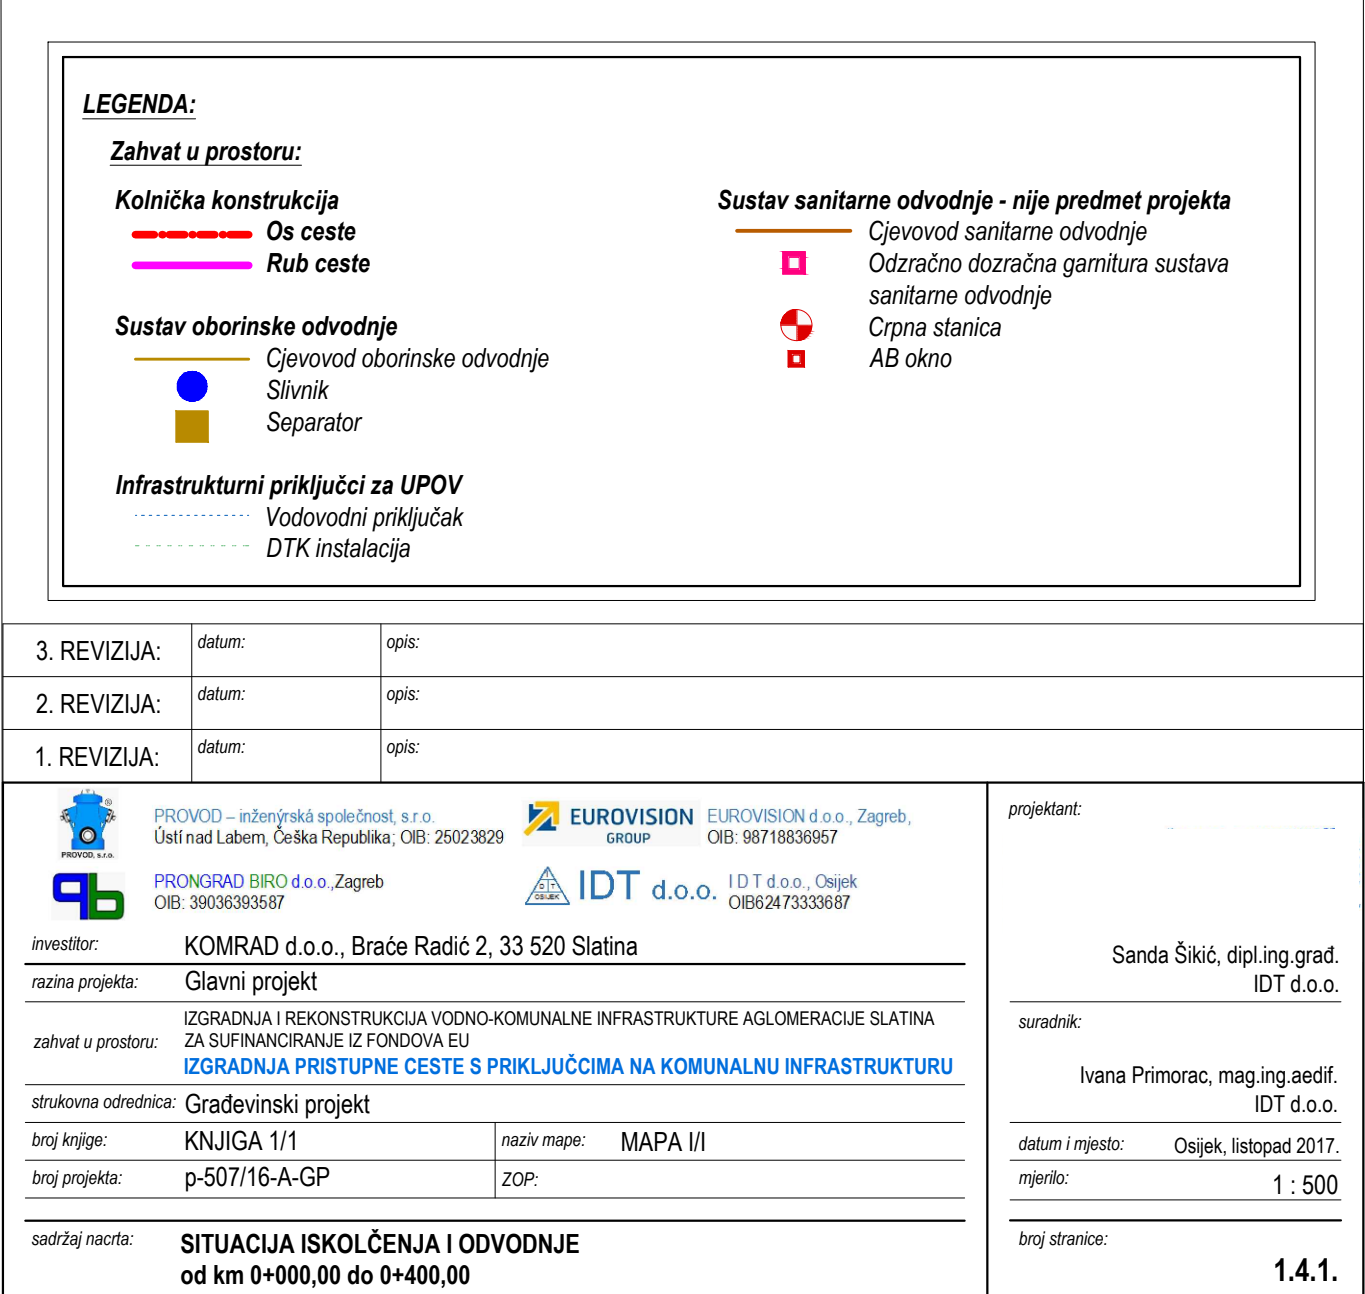 LEGENDA:
Zahvat u prostoru:
Kolnička konstrukcija
Os ceste
Rub ceste
Sustav oborinske odvodnje
Cjevovod oborinske odvodnje
Slivnik
Separator
Infrastrukturni priključci za UPOV
Vodovodni priključak
DTK instalacija
Sustav sanitarne odvodnje - nije predmet projekta
Cjevovod sanitarne odvodnje
Odzračno dozračna garnitura sustava
sanitarne odvodnje
Crpna stanica
AB okno
3. REVIZIJA: datum: opis:
2. REVIZIJA: datum: opis:
1. REVIZIJA: datum: opis:
PROVOD, s.r.o.
PROVOD – inženýrská společnost, s.r.o.
Ústí nad Labem, Češka Republika; OIB: 25023829
EUROVISION
GROUP
EUROVISION d.o.o., Zagreb,
OIB: 98718836957
PRONGRAD BIRO d.o.o.,Zagreb
OIB: 39036393587
I D T
OSIJEK
IDT d.o.o.
I D T d.o.o., Osijek
OIB62473333687
investitor: KOMRAD d.o.o., Braće Radić 2, 33 520 Slatina
razina projekta: Glavni projekt
zahvat u prostoru: IZGRADNJA I REKONSTRUKCIJA VODNO-KOMUNALNE INFRASTRUKTURE AGLOMERACIJE SLATINA
ZA SUFINANCIRANJE IZ FONDOVA EU
IZGRADNJA PRISTUPNE CESTE S PRIKLJUČCIMA NA KOMUNALNU INFRASTRUKTURU
strukovna odrednica: Građevinski projekt
broj knjige: KNJIGA 1/1 naziv mape: MAPA I/I
broj projekta: p-507/16-A-GP ZOP:
sadržaj nacrta: SITUACIJA ISKOLČENJA I ODVODNJE
od km 0+000,00 do 0+400,00
projektant:
Sanda Šikić, dipl.ing.građ.
IDT d.o.o.
suradnik:
Ivana Primorac, mag.ing.aedif.
IDT d.o.o.
datum i mjesto: Osijek, listopad 2017.
mjerilo: 1 : 500
broj stranice:
1.4.1.